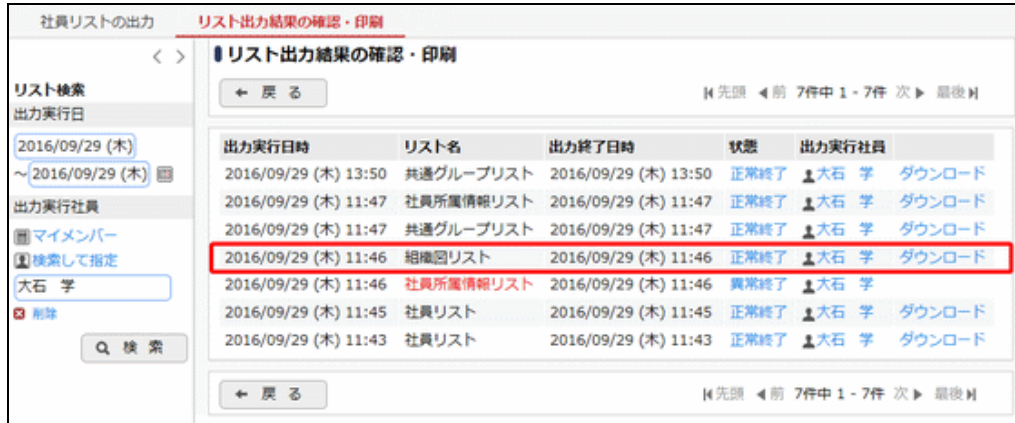 社員リストの出力 リスト出力結果の確認・印刷
リスト検索
出力実行日
2016/09/29 (木)
～ 2016/09/29 (木)
出力実行社員
マイメンバー
検索して指定
大石 学
削除
検 索
リスト出力結果の確認・印刷
戻 る 先頭 前 7件中 1 - 7件 次 最後
出力実行日時 リスト名 出力終了日時 状態 出力実行社員
2016/09/29 (木) 13:50 共通グループリスト 2016/09/29 (木) 13:50 正常終了 大石 学 ダウンロード
2016/09/29 (木) 11:47 社員所属情報リスト 2016/09/29 (木) 11:47 正常終了 大石 学 ダウンロード
2016/09/29 (木) 11:47 共通グループリスト 2016/09/29 (木) 11:47 正常終了 大石 学 ダウンロード
2016/09/29 (木) 11:46 組織図リスト 2016/09/29 (木) 11:46 正常終了 大石 学 ダウンロード
2016/09/29 (木) 11:46 社員所属情報リスト 2016/09/29 (木) 11:46 異常終了 大石 学
2016/09/29 (木) 11:45 社員リスト 2016/09/29 (木) 11:45 正常終了 大石 学 ダウンロード
2016/09/29 (木) 11:43 社員リスト 2016/09/29 (木) 11:43 正常終了 大石 学 ダウンロード
戻 る 先頭 前 7件中 1 - 7件 次 最後